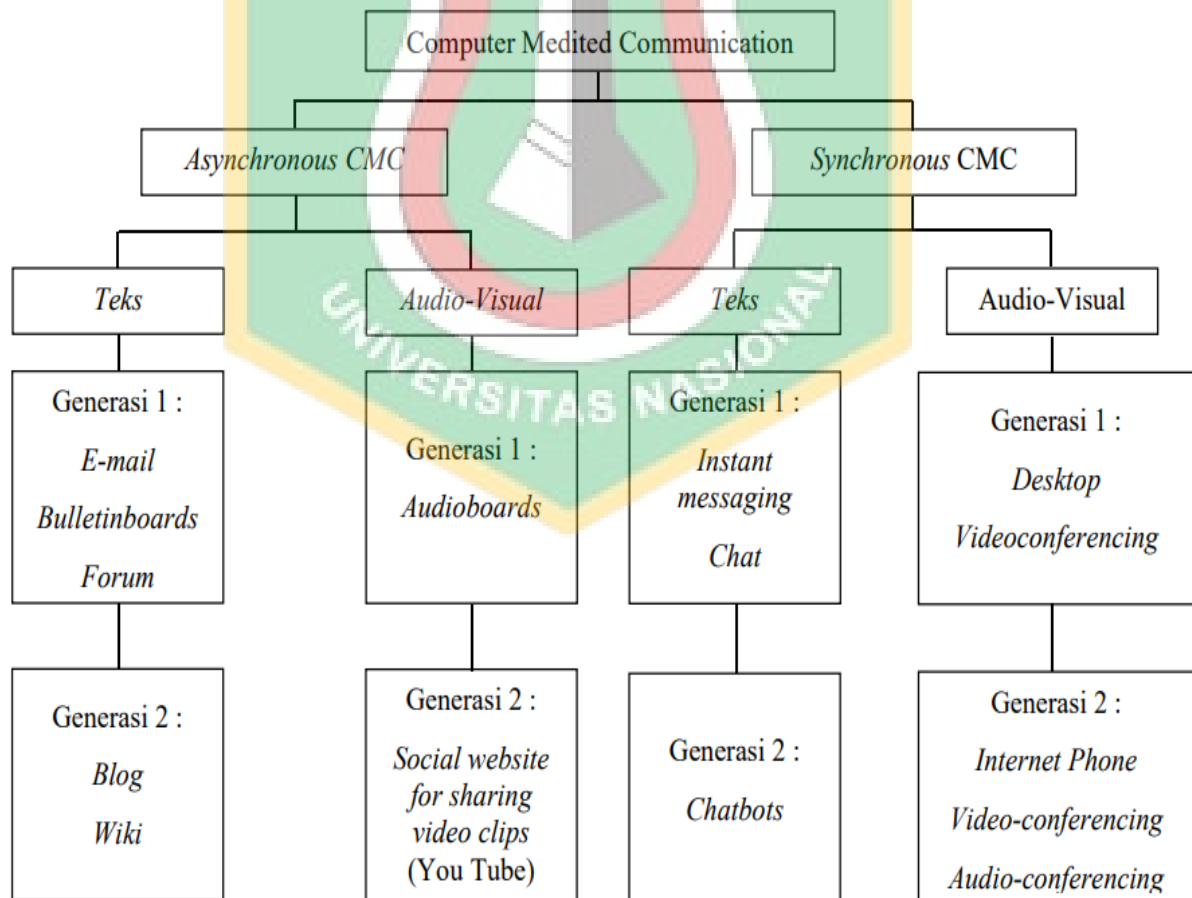 Computer Medited Communication
Asynchronous CMC
Synchronous CMC
Teks
Audio-Visual
Teks
Audio-Visual
Generasi 1 :
E-mail
Bulletinboards
Forum
Generasi 1 :
Audioboards
Generasi 1 :
Instant
messaging
Chat
Generasi 1 :
Desktop
Videoconferencing
Generasi 2 :
Blog
Wiki
Generasi 2 :
Social website
for sharing
video clips
(You Tube)
Generasi 2 :
Chatbots
Generasi 2 :
Internet Phone
Video-conferencing
Audio-conferencing
UNIVERSITAS NASIONAL